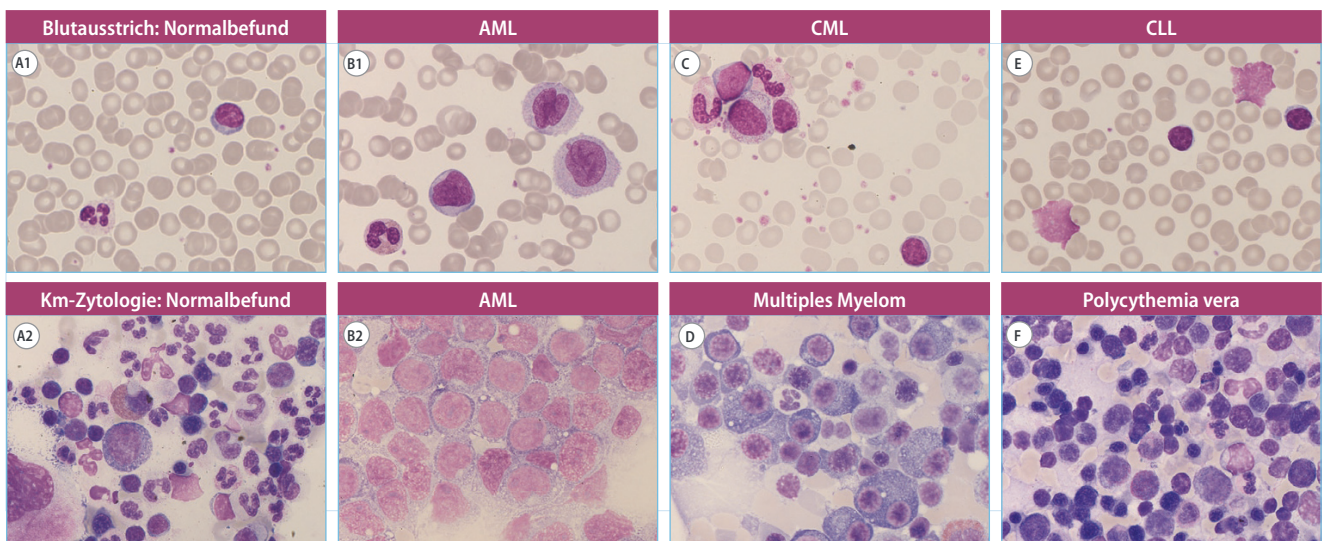 Blutausstrich: Normalbefund
AML
CML
CLL
A1
B1
C
E
Km-Zytologie: Normalbefund
AML
Multiples Myelom
Polycythemia vera
A2
B2
D
F